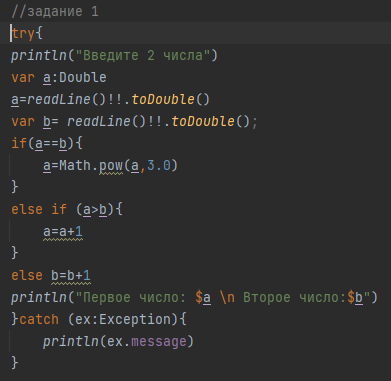 //задание 1
try{
println("Введите 2 числа")
var a:Double
a=readLine()!!.toDouble()
var b= readLine()!!.toDouble();
if(a==b){
    a=Math.pow(a,3.0)
}
else if (a>b){
    a=a+1
}
else b=b+1
println("Первое число: $a \n Второе число:$b")
}catch (ex:Exception){
    println(ex.message)
}